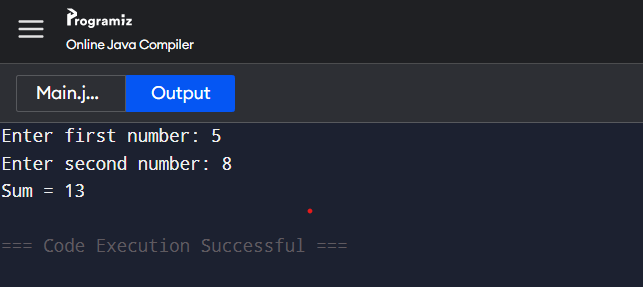 Programiz
Online Java Compiler
Main.j... Output
Enter first number: 5
Enter second number: 8
Sum = 13
=== Code Execution Successful ===